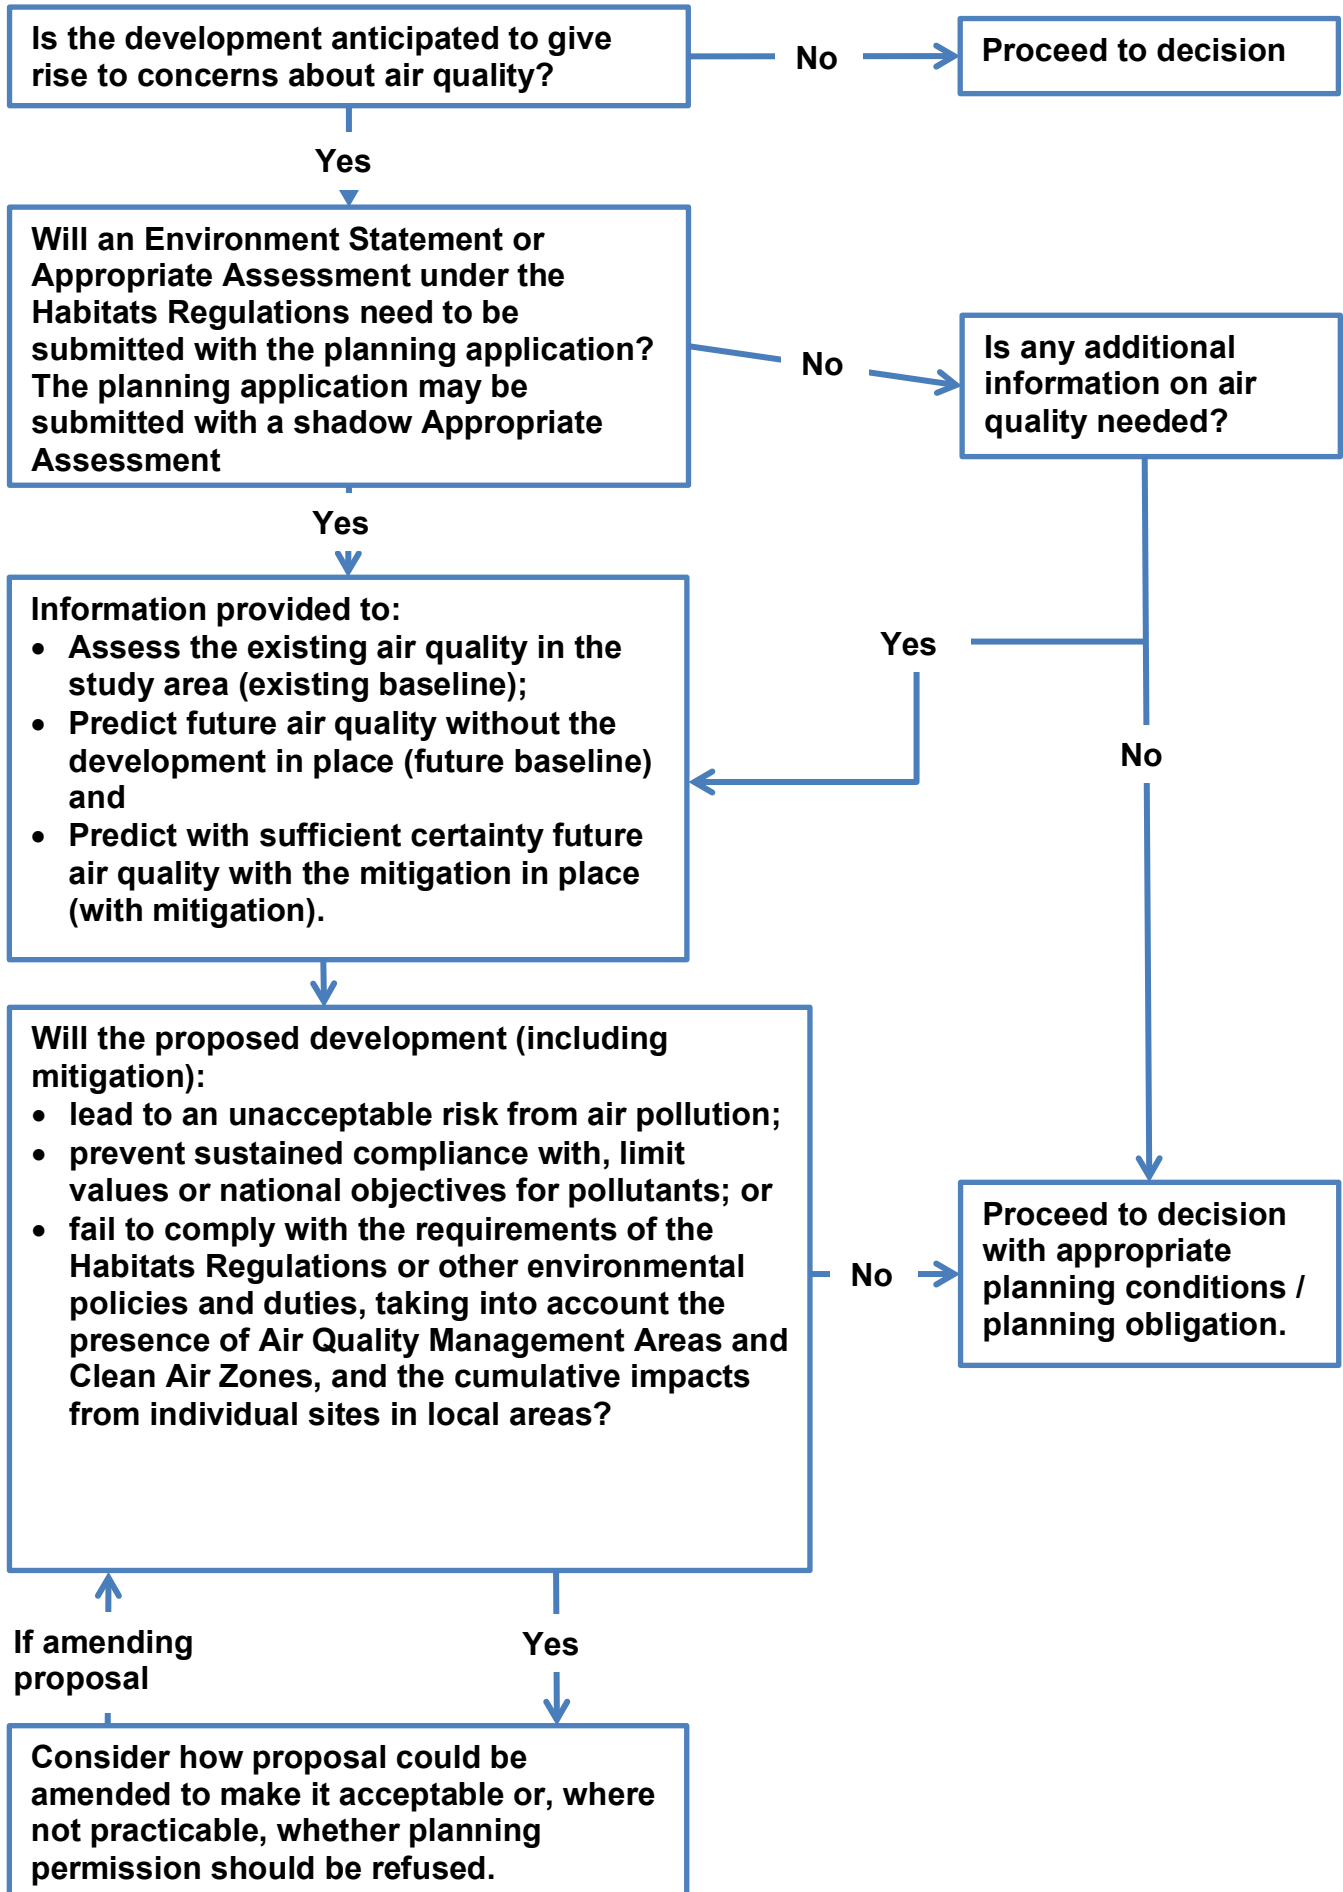 Is the development anticipated to give
rise to concerns about air quality?
No
Proceed to decision
Yes
Will an Environment Statement or
Appropriate Assessment under the
Habitats Regulations need to be
submitted with the planning application?
The planning application may be
submitted with a shadow Appropriate
Assessment
No
Is any additional
information on air
quality needed?
Yes
Information provided to:
• Assess the existing air quality in the
study area (existing baseline);
• Predict future air quality without the
development in place (future baseline)
and
• Predict with sufficient certainty future
air quality with the mitigation in place
(with mitigation).
Yes
No
Will the proposed development (including
mitigation):
• lead to an unacceptable risk from air pollution;
• prevent sustained compliance with, limit
values or national objectives for pollutants; or
• fail to comply with the requirements of the
Habitats Regulations or other environmental
policies and duties, taking into account the
presence of Air Quality Management Areas and
Clean Air Zones, and the cumulative impacts
from individual sites in local areas?
No
Proceed to decision
with appropriate
planning conditions /
planning obligation.
If amending
proposal
Yes
Consider how proposal could be
amended to make it acceptable or, where
not practicable, whether planning
permission should be refused.